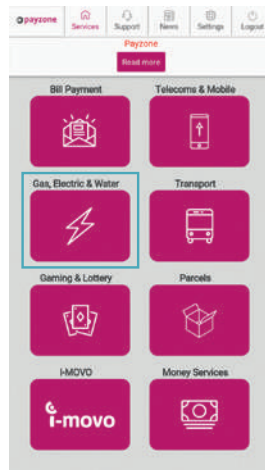 payzone
Services
Support
News
Settings
Logout
Payzone
Read more
Bill Payment
Telecoms & Mobile
Gas, Electric & Water
Transport
Gaming & Lottery
Parcels
I-MOVO
Money Services
i-movo